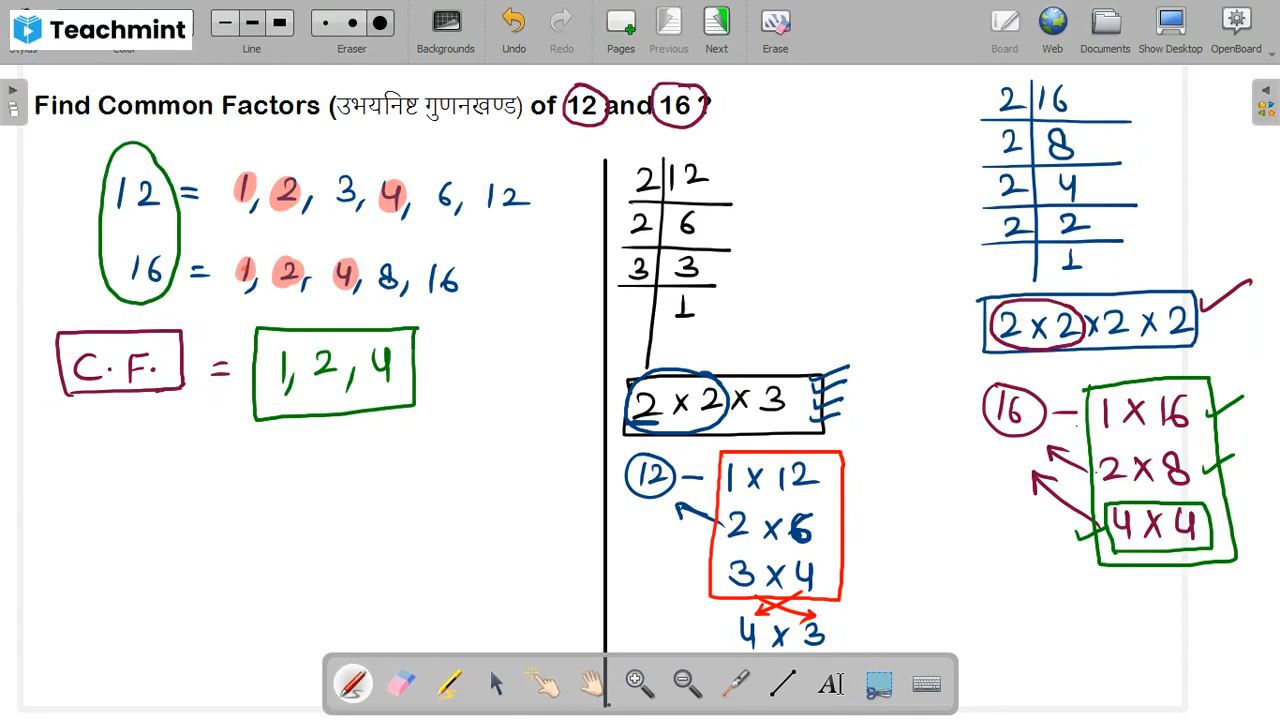 Teachmint
Line
Eraser
Backgrounds
Undo
Redo
Pages
Previous
Next
Erase
Board
Web
Documents
Show Desktop
OpenBoard
Find Common Factors (उभयनिष्ट गुणनखण्ड) of 12 and 16 ?
12 = 1, 2, 3, 4, 6, 12
16 = 1, 2, 4, 8, 16
C.F. = 1, 2, 4
2 | 12
2 | 6
3 | 3
1
2 × 2 × 3
12 – 1 × 12
2 × 6
3 × 4
4 × 3
2 | 16
2 | 8
2 | 4
2 | 2
1
2 × 2 × 2 × 2
16 – 1 × 16
2 × 8
4 × 4